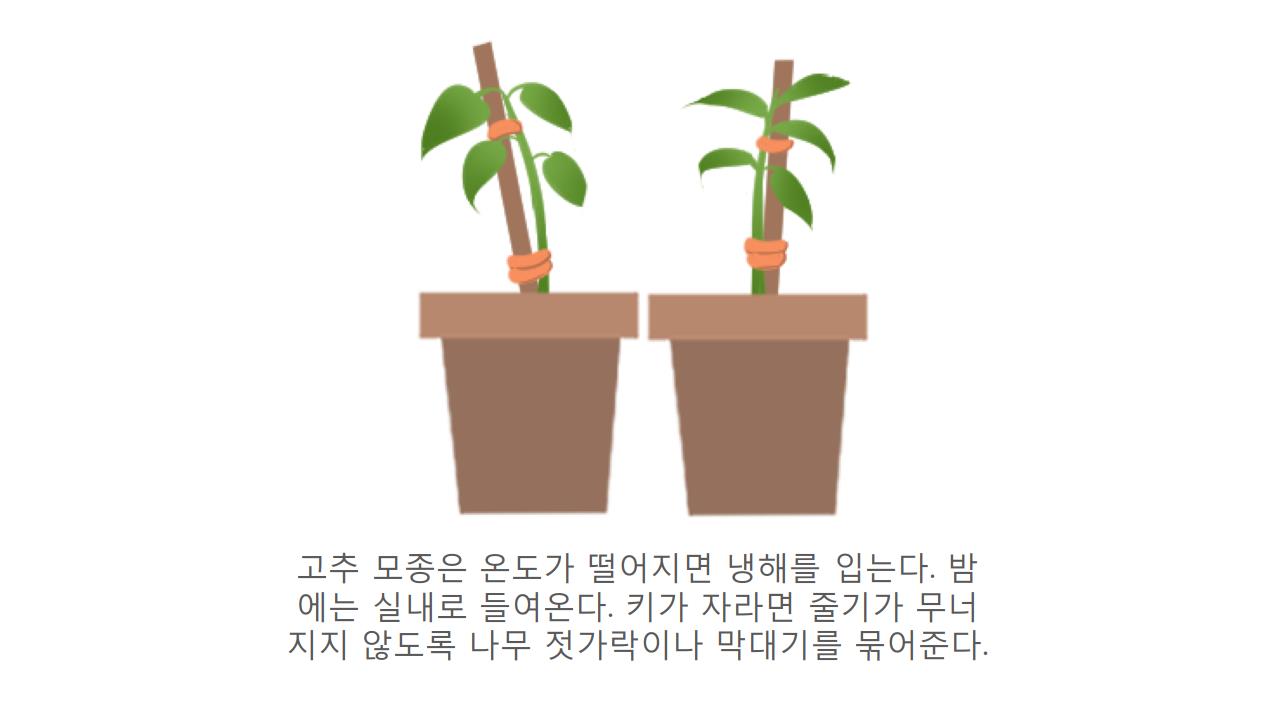 고추 모종은 온도가 떨어지면 냉해를 입는다. 밤
에는 실내로 들여온다. 키가 자라면 줄기가 무너
지지 않도록 나무 젓가락이나 막대기를 묶어준다.